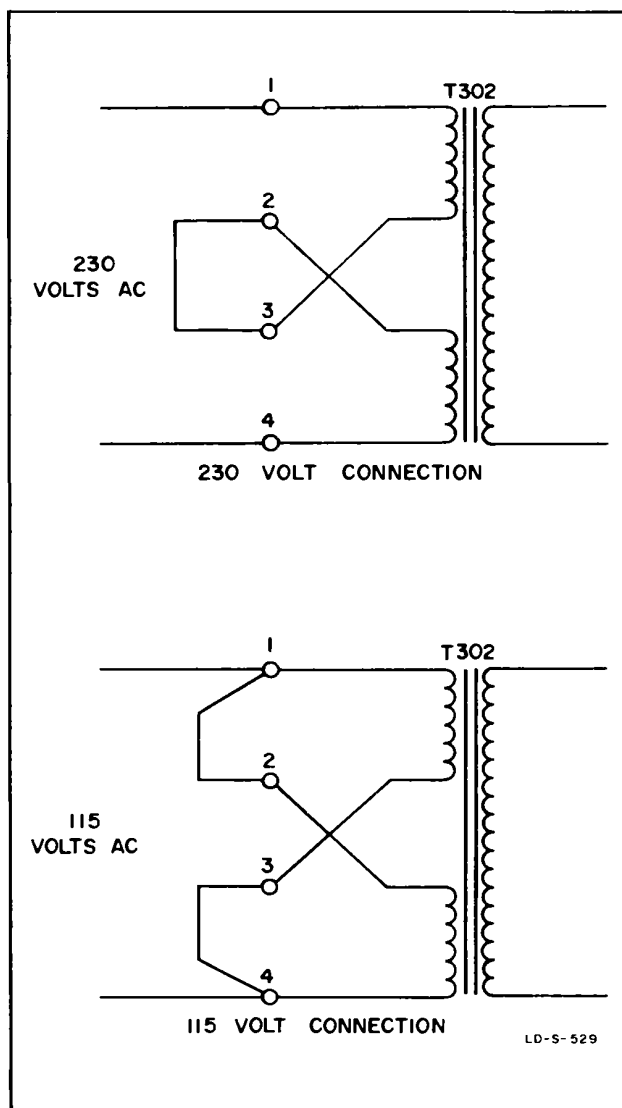 1
T302
2
230
VOLTS AC
3
4
230 VOLT CONNECTION
1
T302
2
115
VOLTS AC
3
4
115 VOLT CONNECTION
LD-S-529